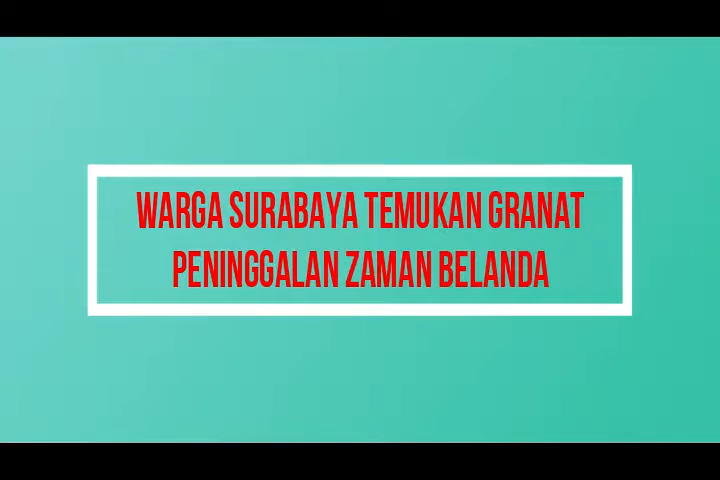 WARGA SURABAYA TEMUKAN GRANAT
PENINGGALAN ZAMAN BELANDA